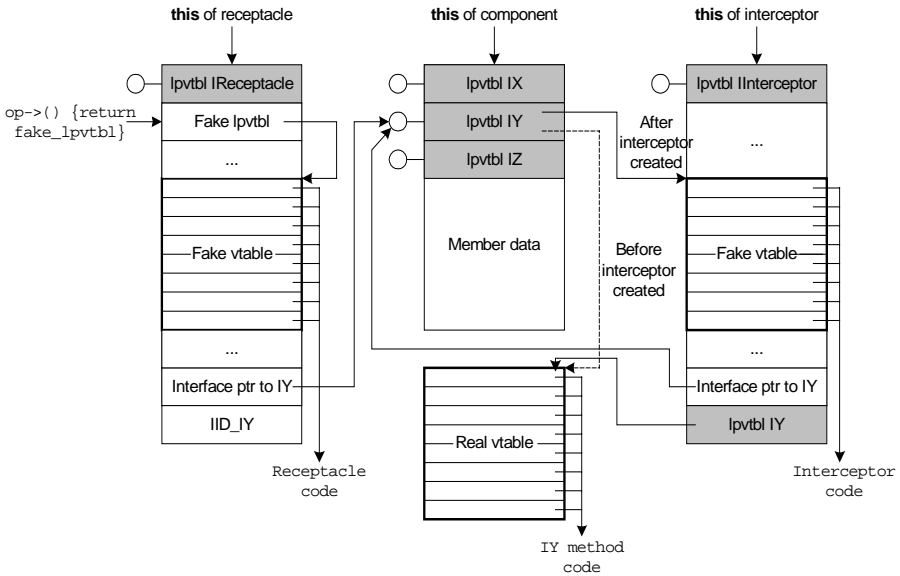 this of receptacle
this of component
this of interceptor
lpvtbl IReceptacle
Fake lpvtbl
...
Fake vtable
...
Interface ptr to IY
IID_IY
op->() {return
fake_lpvtbl}
Receptacle
code
lpvtbl IX
lpvtbl IY
lpvtbl IZ
Member data
After
interceptor
created
Before
interceptor
created
Real vtable
IY method
code
lpvtbl IInterceptor
...
Fake vtable
...
Interface ptr to IY
lpvtbl IY
Interceptor
code